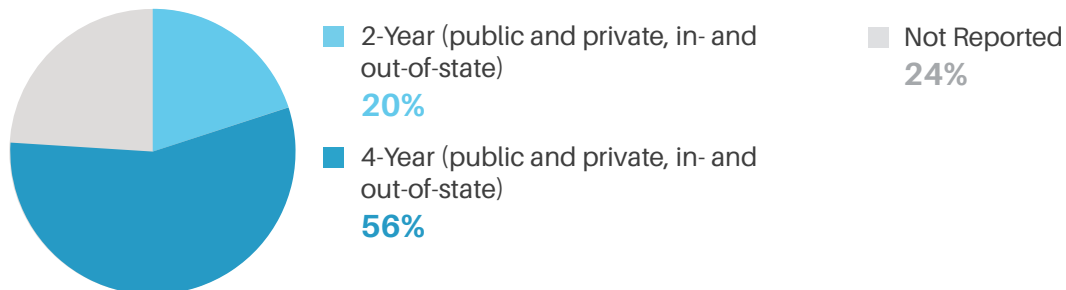 2-Year (public and private, in- and
out-of-state)
20%
4-Year (public and private, in- and
out-of-state)
56%
Not Reported
24%